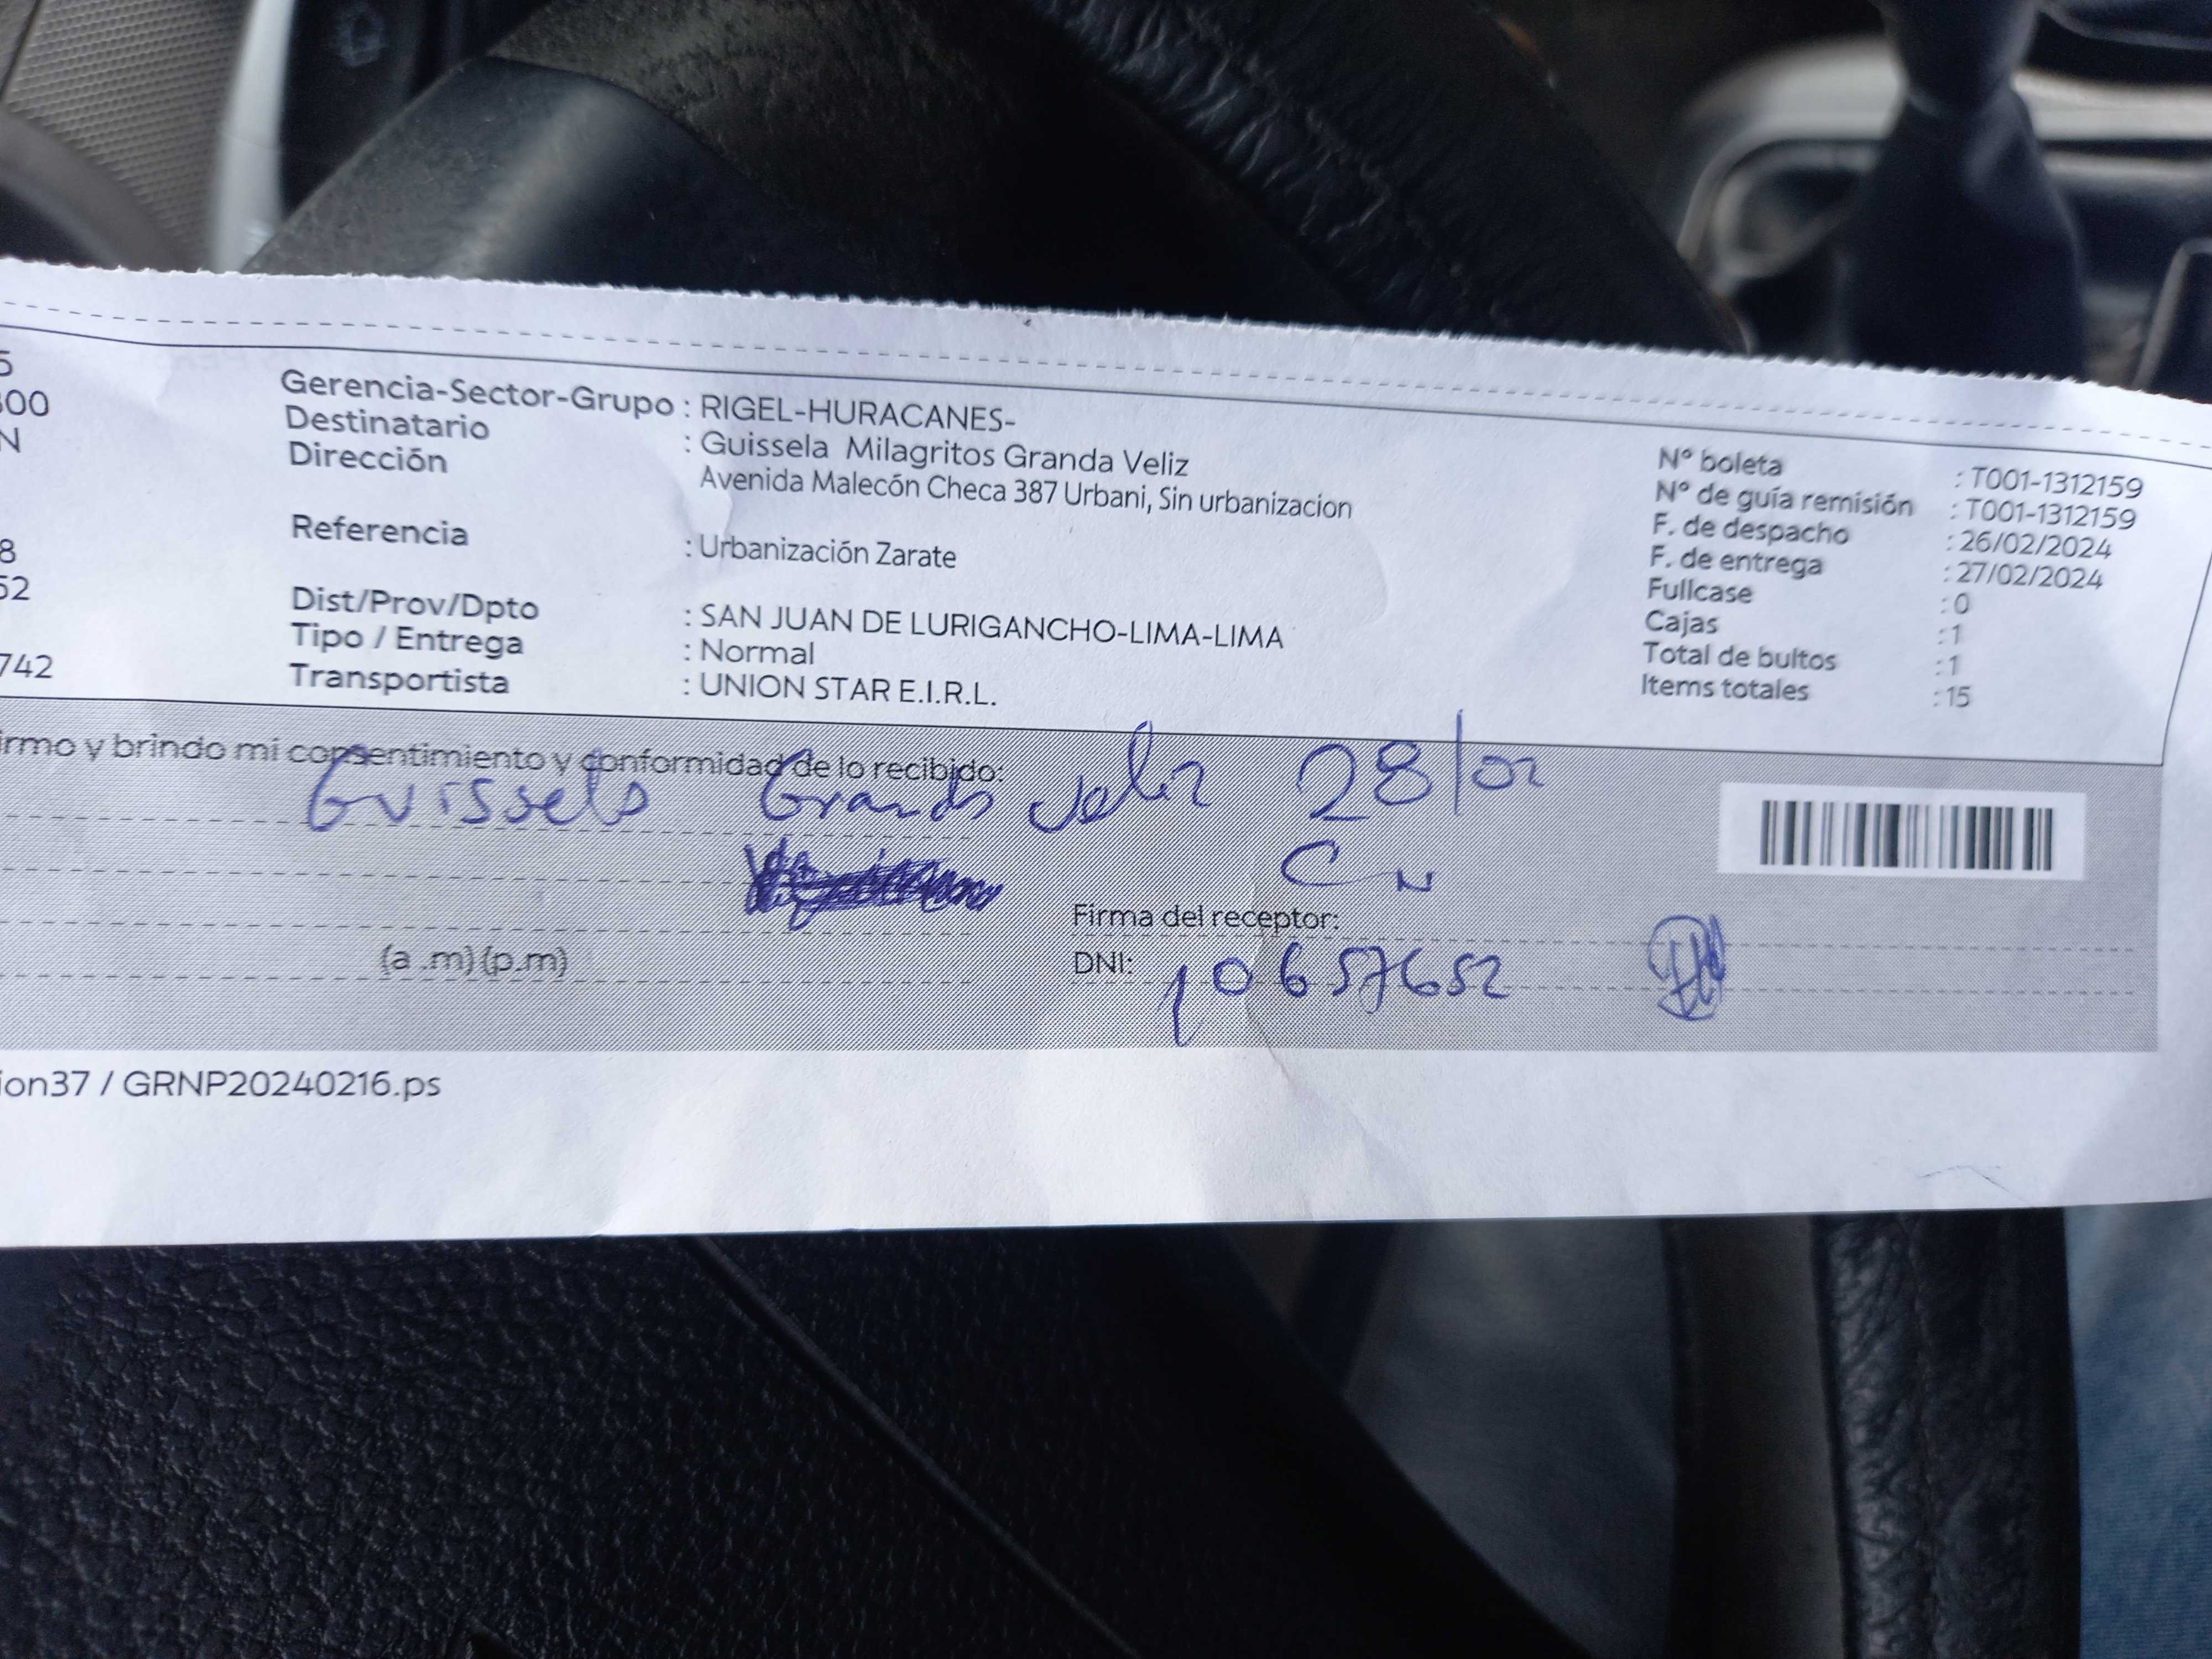 5
300
N
8
52
742
Gerencia-Sector-Grupo : RIGEL-HURACANES-
Destinatario : Guissela Milagritos Granda Veliz
Dirección Avenida Malecón Checa 387 Urbani, Sin urbanizacion
Referencia : Urbanización Zarate
Dist/Prov/Dpto : SAN JUAN DE LURIGANCHO-LIMA-LIMA
Tipo / Entrega : Normal
Transportista : UNION STAR E.I.R.L.
N° boleta : T001-1312159
N° de guía remisión : T001-1312159
F. de despacho : 26/02/2024
F. de entrega : 27/02/2024
Fullcase : 0
Cajas : 1
Total de bultos : 1
Items totales : 15
irmo y brindo mi consentimiento y conformidad de lo recibido:
Guissela Granda Veliz 28/02
CN
Firma del receptor:
(a .m) (p.m)
DNI: 10657652
ion37 / GRNP20240216.ps